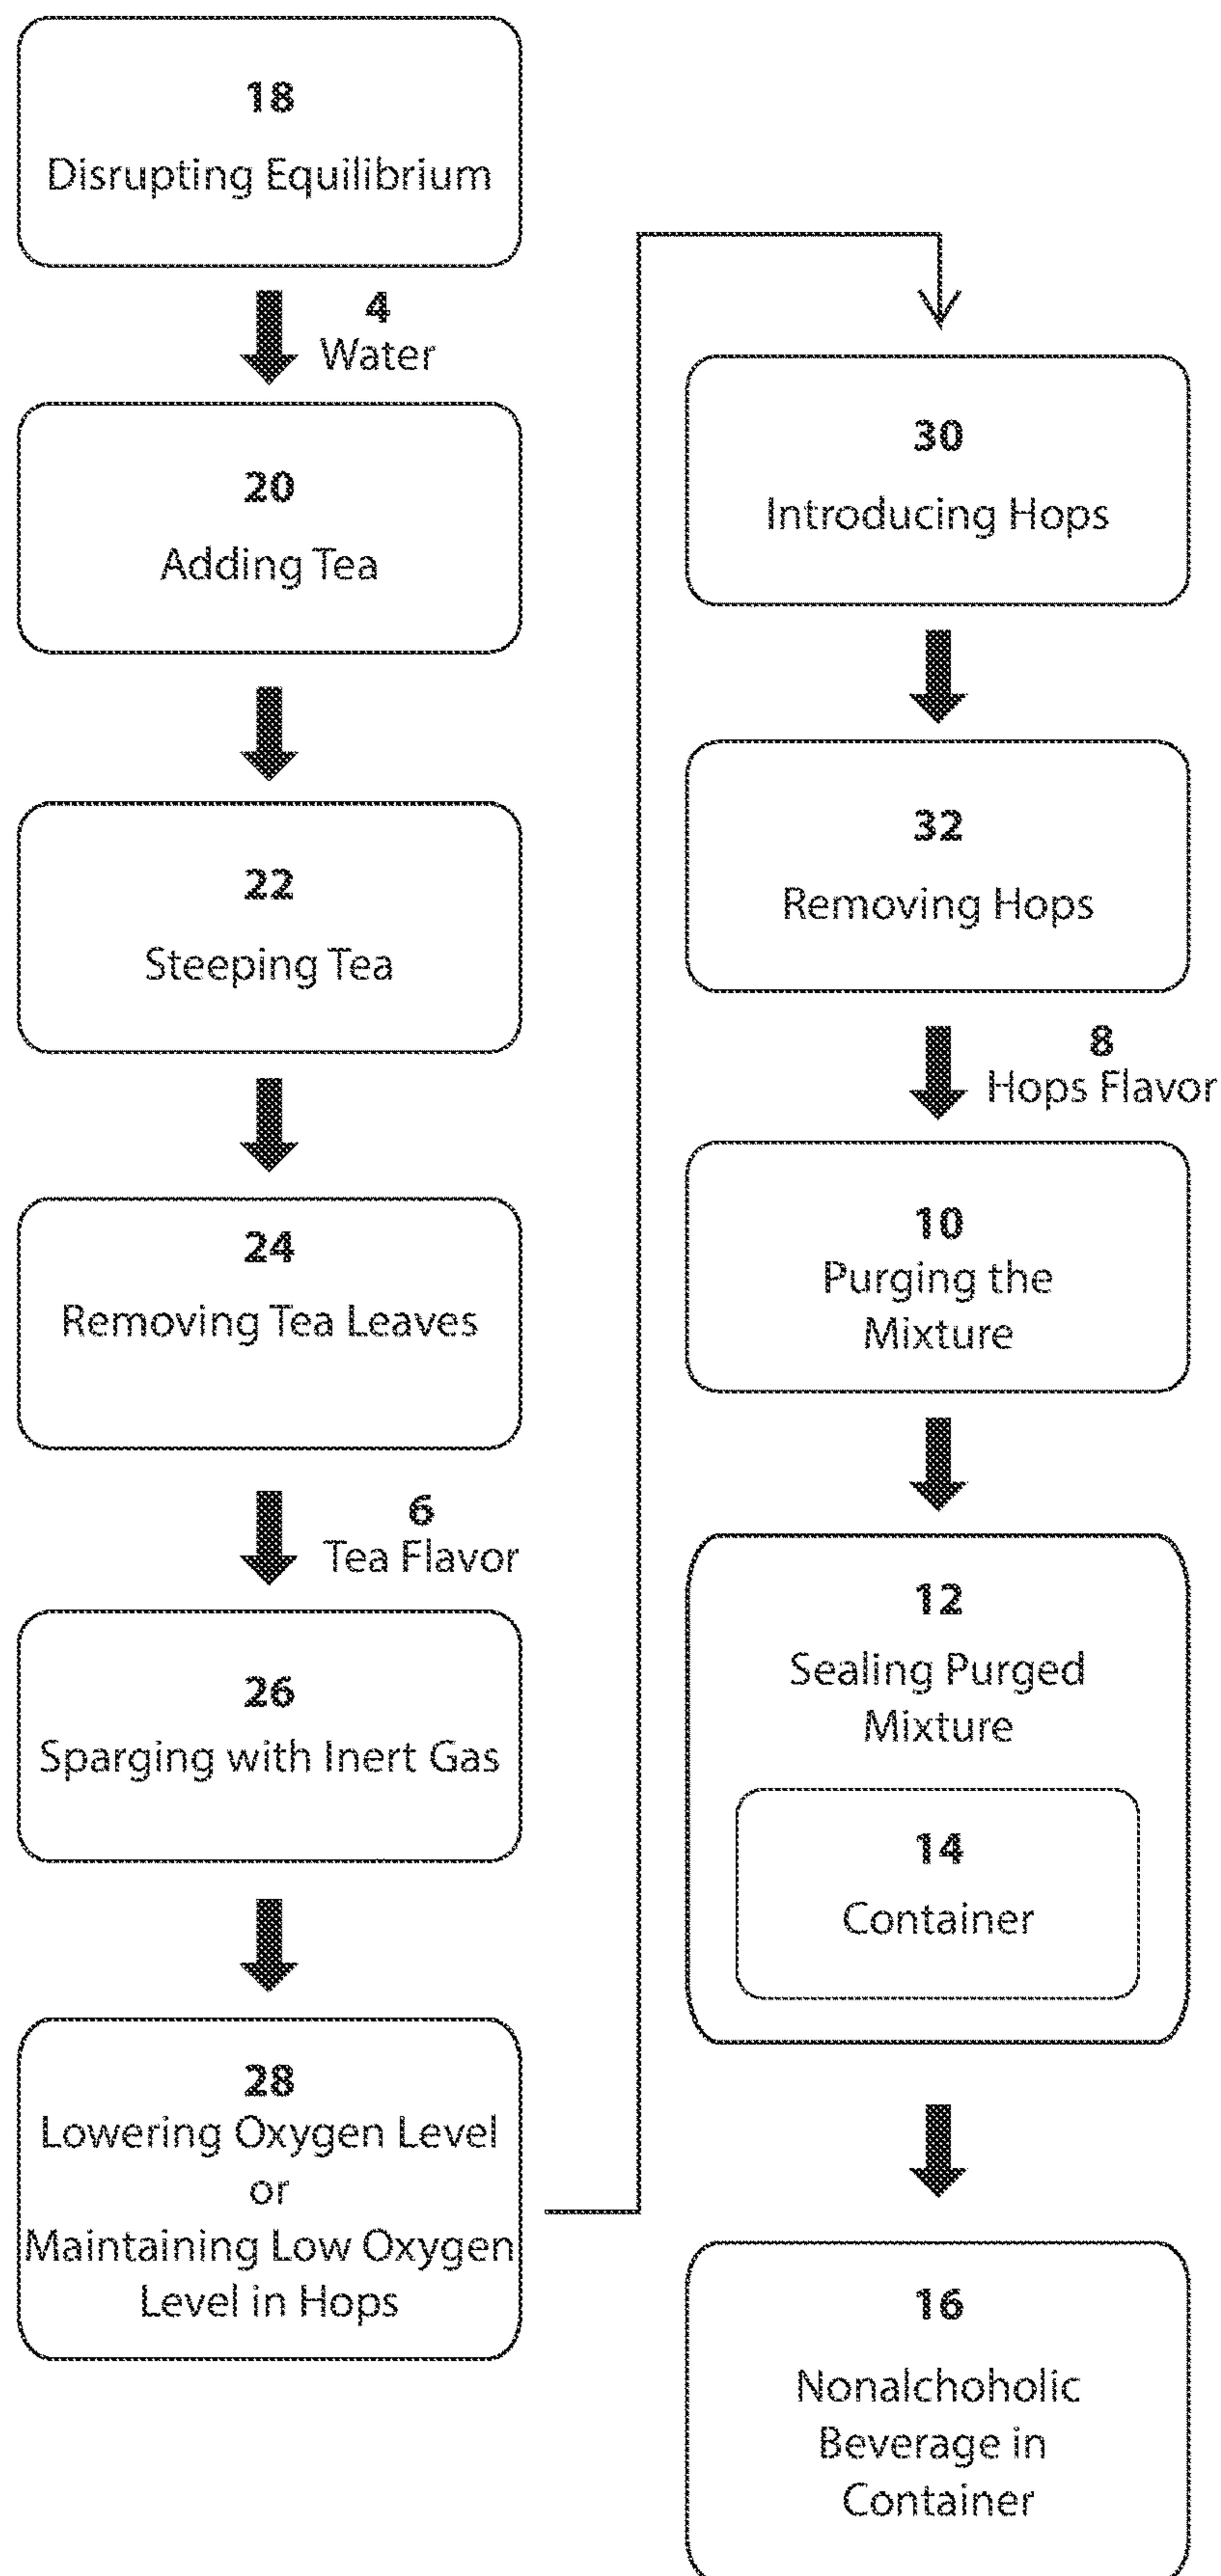 18
Disrupting Equilibrium
4
Water
20
Adding Tea
22
Steeping Tea
24
Removing Tea Leaves
6
Tea Flavor
26
Sparging with Inert Gas
28
Lowering Oxygen Level
or
Maintaining Low Oxygen
Level in Hops
30
Introducing Hops
32
Removing Hops
8
Hops Flavor
10
Purging the
Mixture
12
Sealing Purged
Mixture
14
Container
16
Nonalchoholic
Beverage in
Container